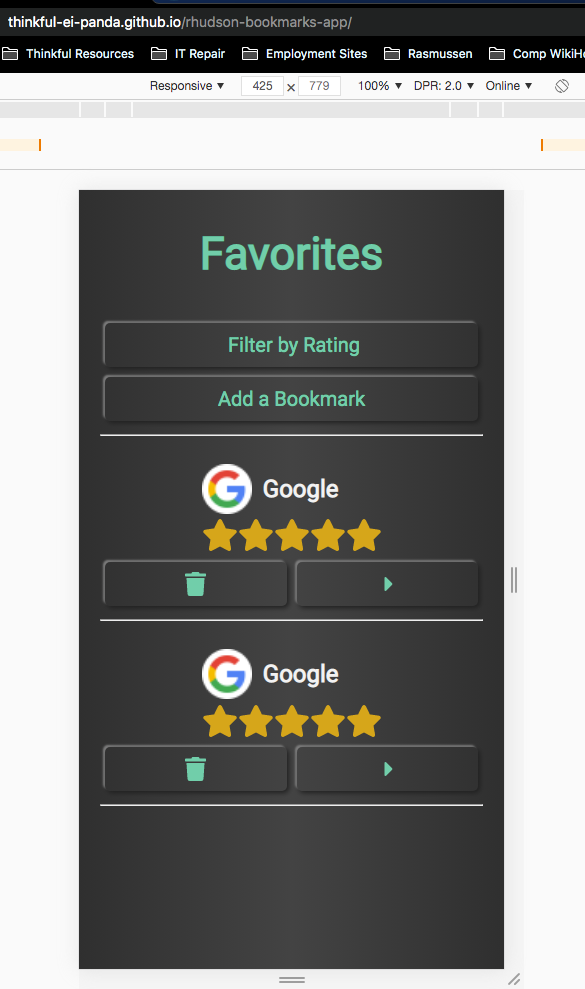 thinkful-ei-panda.github.io/rhudson-bookmarks-app/
Thinkful Resources IT Repair Employment Sites Rasmussen Comp WikiHo
Responsive ▼ 425 × 779 100% ▼ DPR: 2.0 ▼ Online ▼
Favorites
Filter by Rating
Add a Bookmark
Google
Google